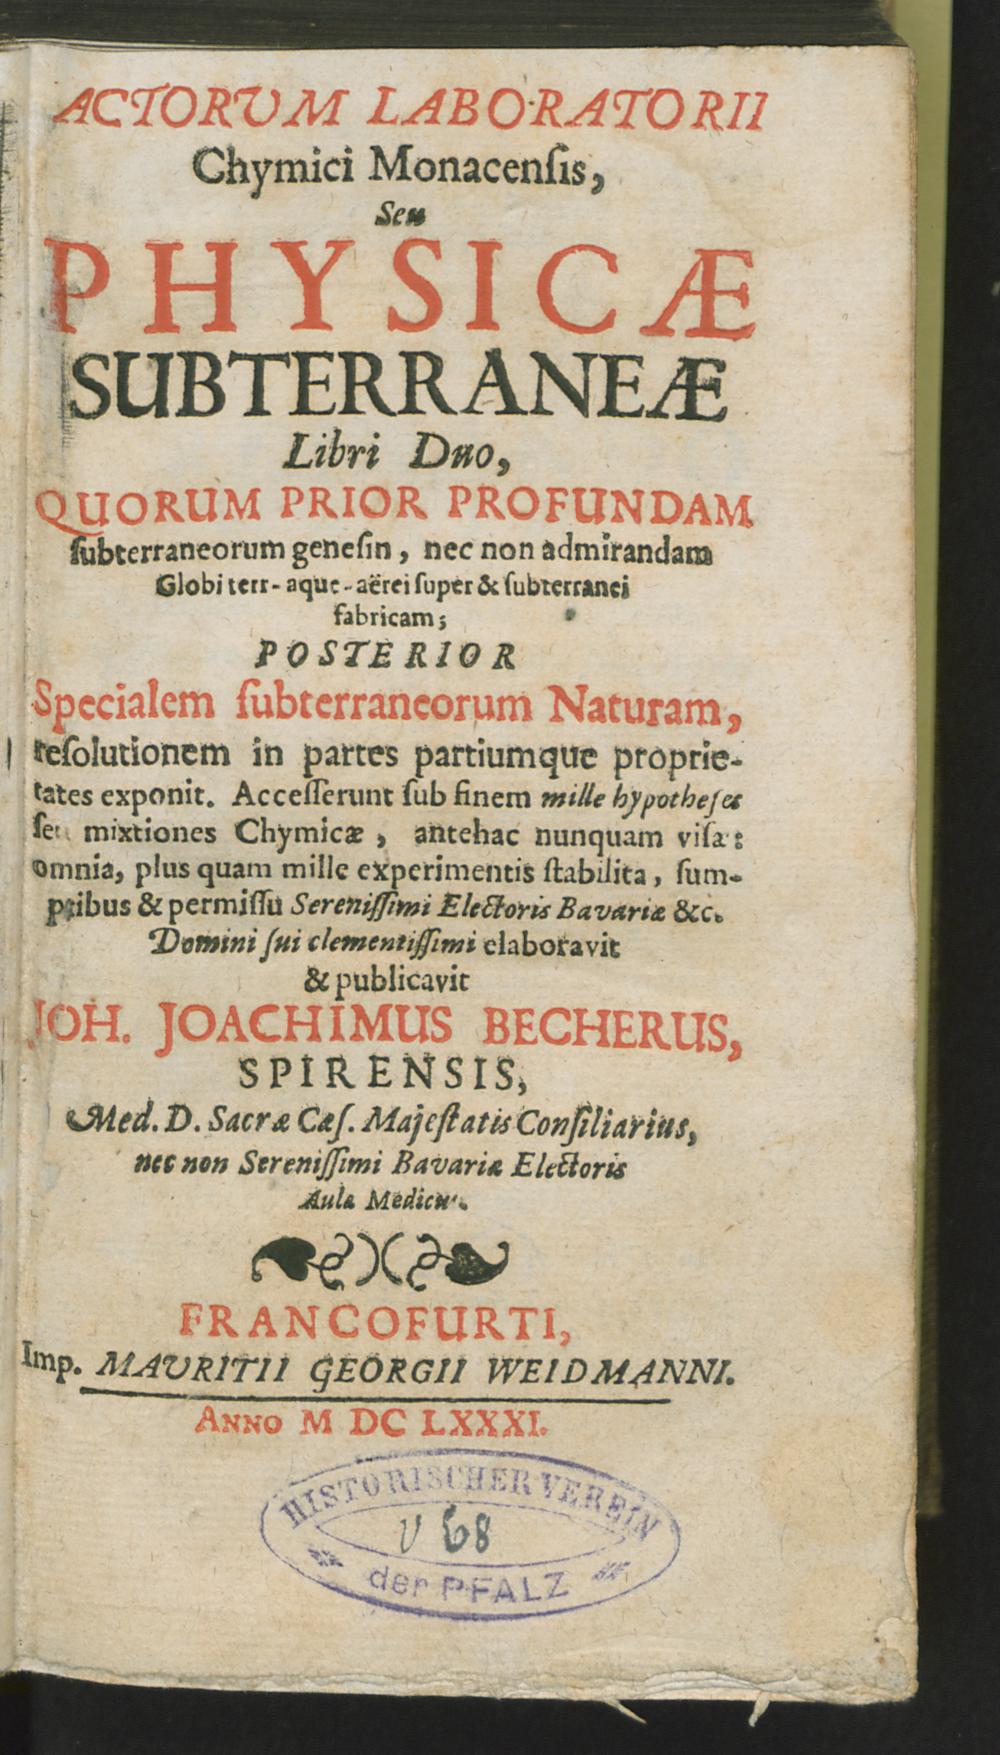 ACTORUM LABORATORII
Chymici Monacenſis,
Seu
PHYSICÆ
SUBTERRANEÆ
Libri Duo,
QUORUM PRIOR PROFUNDAM
ſubterraneorum geneſin, nec non admirandam
Globi terr-aque-aërei ſuper & ſubterranei
fabricam;
POSTERIOR
Specialem ſubterraneorum Naturam,
reſolutionem in partes partiumque proprie-
tates exponit. Acceſſerunt ſub finem mille hypotheſes
ſeu mixtiones Chymicæ, antehac nunquam viſæ:
omnia, plus quam mille experimentis ſtabilita, ſum-
ptibus & permiſſu Sereniſſimi Electoris Bavariæ &c.
Domini ſui clementiſſimi elaboravit
& publicavit
JOH. JOACHIMUS BECHERUS,
SPIRENSIS,
Med. D. Sacræ Cæſ. Majeſtatis Conſiliarius,
nec non Sereniſſimi Bavariæ Electoris
Aulæ Medicus.
FRANCOFURTI,
Imp. MAURITII GEORGII WEIDMANNI.
ANNO M DC LXXXI.
HISTORISCHER VEREIN
V 68
der PFALZ